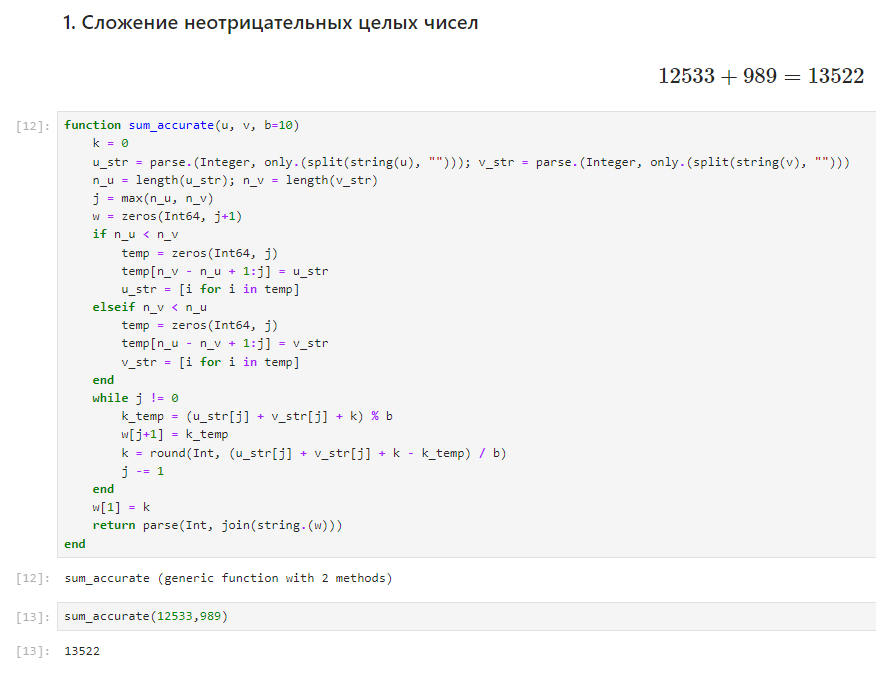 1. Сложение неотрицательных целых чисел
12533 + 989 = 13522
[12]: function sum_accurate(u, v, b=10)
    k = 0
    u_str = parse.(Integer, only.(split(string(u), ""))); v_str = parse.(Integer, only.(split(string(v), "")))
    n_u = length(u_str); n_v = length(v_str)
    j = max(n_u, n_v)
    w = zeros(Int64, j+1)
    if n_u < n_v
        temp = zeros(Int64, j)
        temp[n_v - n_u + 1:j] = u_str
        u_str = [i for i in temp]
    elseif n_v < n_u
        temp = zeros(Int64, j)
        temp[n_u - n_v + 1:j] = v_str
        v_str = [i for i in temp]
    end
    while j != 0
        k_temp = (u_str[j] + v_str[j] + k) % b
        w[j+1] = k_temp
        k = round(Int, (u_str[j] + v_str[j] + k - k_temp) / b)
        j -= 1
    end
    w[1] = k
    return parse(Int, join(string.(w)))
end
[12]: sum_accurate (generic function with 2 methods)
[13]: sum_accurate(12533,989)
[13]: 13522